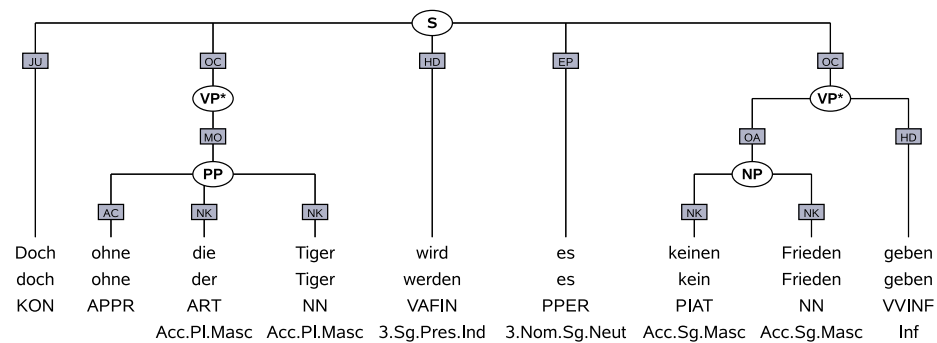 S
JU OC HD EP OC
VP* VP*
MO OA HD
PP NP
AC NK NK NK NK
Doch ohne die Tiger wird es keinen Frieden geben
doch ohne der Tiger werden es kein Frieden geben
KON APPR ART NN VAFIN PPER PIAT NN VVINF
Acc.Pl.Masc Acc.Pl.Masc 3.Sg.Pres.Ind 3.Nom.Sg.Neut Acc.Sg.Masc Acc.Sg.Masc Inf